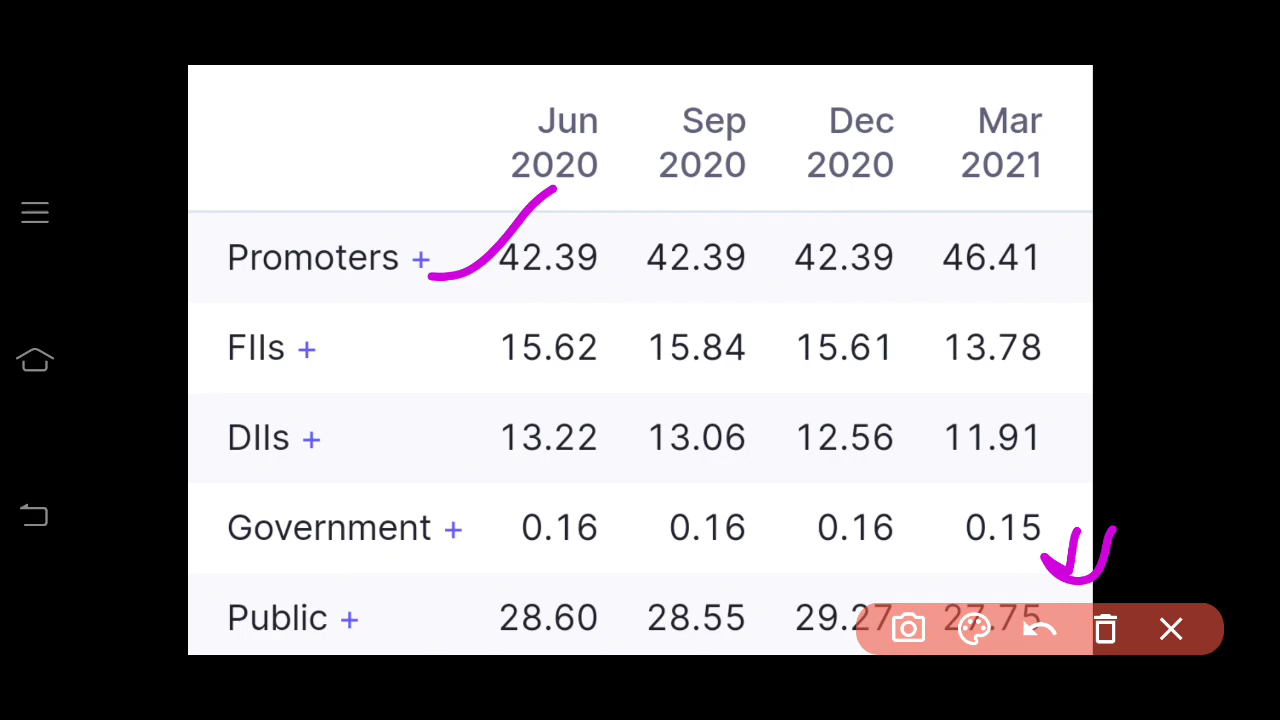 Jun Sep Dec Mar
2020 2020 2020 2021
Promoters + 42.39 42.39 42.39 46.41
FIIs + 15.62 15.84 15.61 13.78
DIIs + 13.22 13.06 12.56 11.91
Government + 0.16 0.16 0.16 0.15
Public + 28.60 28.55 29.27 27.75